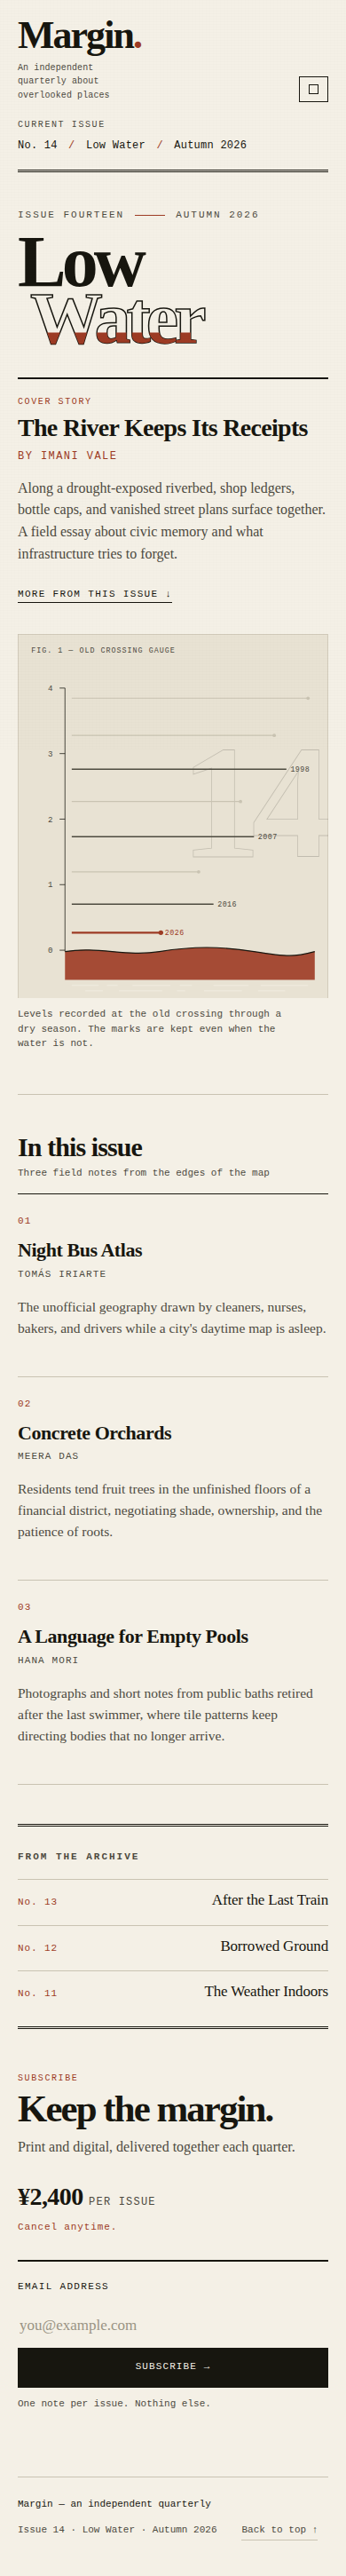 Margin.
An independent
quarterly about
overlooked places
CURRENT ISSUE
No. 14 / Low Water / Autumn 2026
ISSUE FOURTEEN AUTUMN 2026
Low
Water
COVER STORY
The River Keeps Its Receipts
BY IMANI VALE
Along a drought-exposed riverbed, shop ledgers,
bottle caps, and vanished street plans surface together.
A field essay about civic memory and what
infrastructure tries to forget.
MORE FROM THIS ISSUE ↓
FIG. 1 — OLD CROSSING GAUGE
14
4
3
1998
2
2007
1
2016
2026
0
Levels recorded at the old crossing through a
dry season. The marks are kept even when the
water is not.
In this issue
Three field notes from the edges of the map
01
Night Bus Atlas
TOMÁS IRIARTE
The unofficial geography drawn by cleaners, nurses,
bakers, and drivers while a city's daytime map is asleep.
02
Concrete Orchards
MEERA DAS
Residents tend fruit trees in the unfinished floors of a
financial district, negotiating shade, ownership, and the
patience of roots.
03
A Language for Empty Pools
HANA MORI
Photographs and short notes from public baths retired
after the last swimmer, where tile patterns keep
directing bodies that no longer arrive.
FROM THE ARCHIVE
No. 13 After the Last Train
No. 12 Borrowed Ground
No. 11 The Weather Indoors
SUBSCRIBE
Keep the margin.
Print and digital, delivered together each quarter.
¥2,400 PER ISSUE
Cancel anytime.
EMAIL ADDRESS
you@example.com
SUBSCRIBE →
One note per issue. Nothing else.
Margin — an independent quarterly
Issue 14 · Low Water · Autumn 2026 Back to top ↑